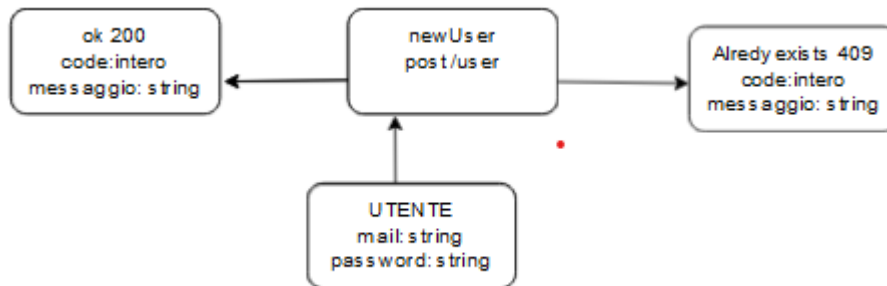 ok 200
code:intero
messaggio: string
newUser
post/user
Alredy exists 409
code:intero
messaggio: string
UTENTE
mail:string
password:string